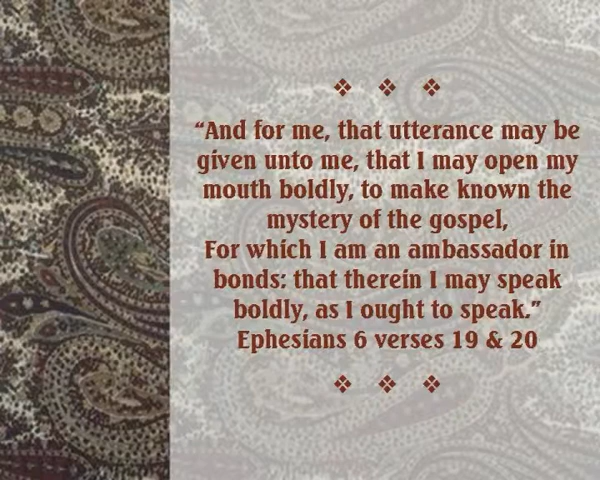 “And for me, that utterance may be
given unto me, that I may open my
mouth boldly, to make known the
mystery of the gospel,
For which I am an ambassador in
bonds: that therein I may speak
boldly, as I ought to speak.”
Ephesians 6 verses 19 & 20